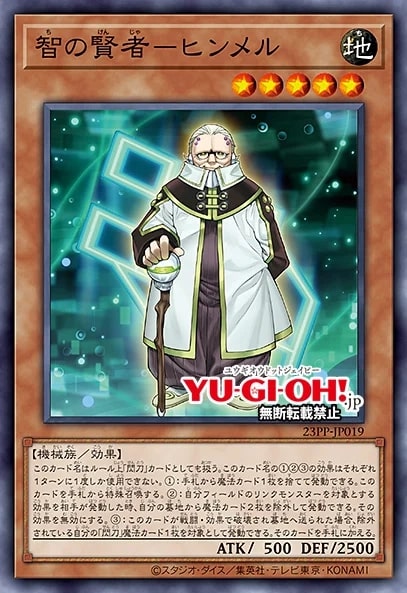 智の賢者－ヒンメル
地
ユウギオウドットジェイピー
YU-GI-OH!.jp
無断転載禁止
23PP-JP019
【機械族／効果】
このカード名はルール上「閃刀」カードとしても扱う。このカード名の①②③の効果はそれぞれ
1ターンに1度しか使用できない。①：手札から魔法カード1枚を捨てて発動できる。この
カードを手札から特殊召喚する。②：自分フィールドのリンクモンスターを対象とする
効果を相手が発動した時、自分の墓地から魔法カード2枚を除外して発動できる。その
効果を無効にする。③：このカードが戦闘・効果で破壊され墓地へ送られた場合、除外
されている自分の「閃刀」魔法カード1枚を対象として発動できる。そのカードを手札に加える。
ATK/ 500 DEF/2500
©スタジオ・ダイス／集英社・テレビ東京・KONAMI